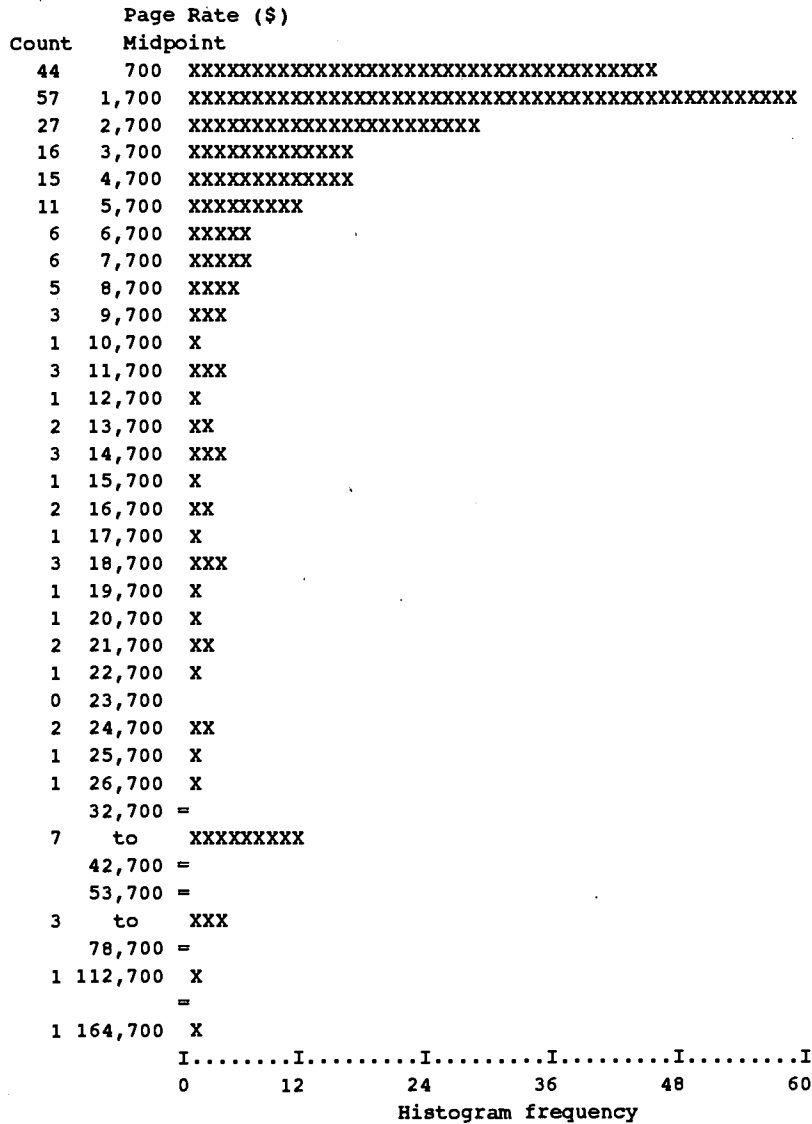 Page Rate ($)
Count Midpoint
44 700 XXXXXXXXXXXXXXXXXXXXXXXXXXXXXXXXXXXXX
57 1,700 XXXXXXXXXXXXXXXXXXXXXXXXXXXXXXXXXXXXXXXXXXXXXXXX
27 2,700 XXXXXXXXXXXXXXXXXXXXXXX
16 3,700 XXXXXXXXXXXXX
15 4,700 XXXXXXXXXXXXX
11 5,700 XXXXXXXXX
6 6,700 XXXXX
6 7,700 XXXXX
5 8,700 XXXX
3 9,700 XXX
1 10,700 X
3 11,700 XXX
1 12,700 X
2 13,700 XX
3 14,700 XXX
1 15,700 X
2 16,700 XX
1 17,700 X
3 18,700 XXX
1 19,700 X
1 20,700 X
2 21,700 XX
1 22,700 X
0 23,700
2 24,700 XX
1 25,700 X
1 26,700 X
32,700 =
7 to XXXXXXXXX
42,700 =
53,700 =
3 to XXX
78,700 =
1 112,700 X
=
1 164,700 X
I........I.........I.........I.........I.........I
0 12 24 36 48 60
Histogram frequency